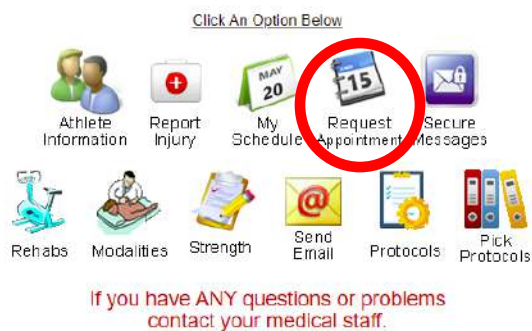 Click An Option Below
MAY
20
15
Athlete
Information
Report
Injury
My
Schedule
Request
Appointment
Secure
Messages
@
Rehabs
Modalities
Strength
Send
Email
Protocols
Pick
Protocols
If you have ANY questions or problems
contact your medical staff.